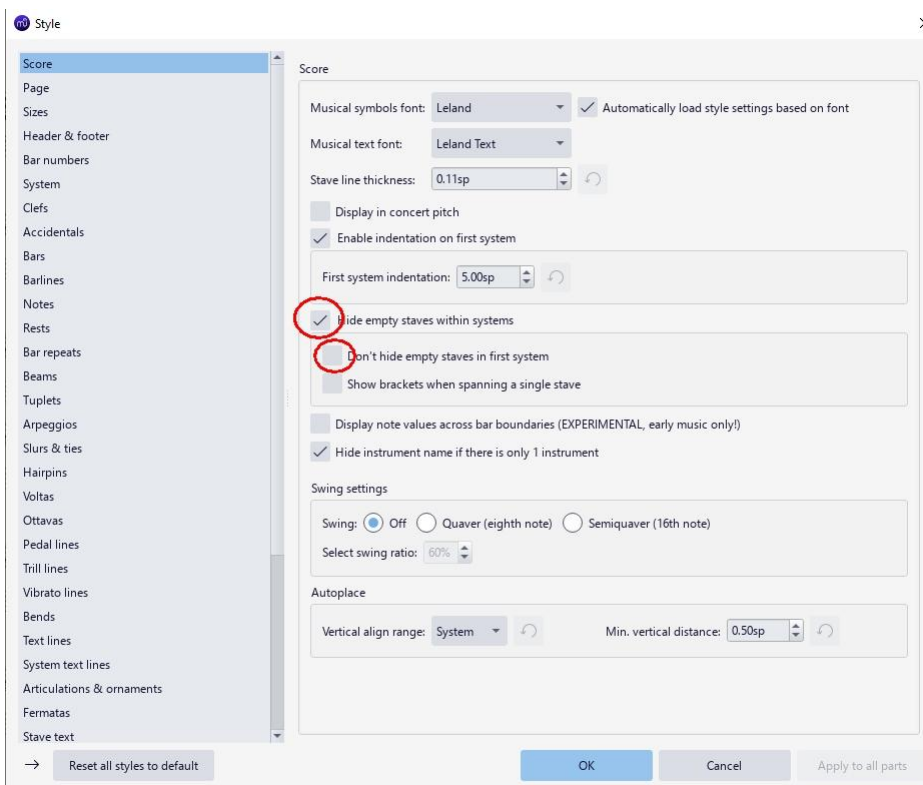 Style
Score
Page
Sizes
Header & footer
Bar numbers
System
Clefs
Accidentals
Bars
Barlines
Notes
Rests
Bar repeats
Beams
Tuplets
Arpeggios
Slurs & ties
Hairpins
Voltas
Ottavas
Pedal lines
Trill lines
Vibrato lines
Bends
Text lines
System text lines
Articulations & ornaments
Fermatas
Stave text
Score
Musical symbols font: Leland Automatically load style settings based on font
Musical text font: Leland Text
Stave line thickness: 0.11sp
Display in concert pitch
Enable indentation on first system
First system indentation: 5.00sp
Hide empty staves within systems
Don't hide empty staves in first system
Show brackets when spanning a single stave
Display note values across bar boundaries (EXPERIMENTAL, early music only!)
Hide instrument name if there is only 1 instrument
Swing settings
Swing: Off Quaver (eighth note) Semiquaver (16th note)
Select swing ratio: 60%
Autoplace
Vertical align range: System Min. vertical distance: 0.50sp
Reset all styles to default OK Cancel Apply to all parts